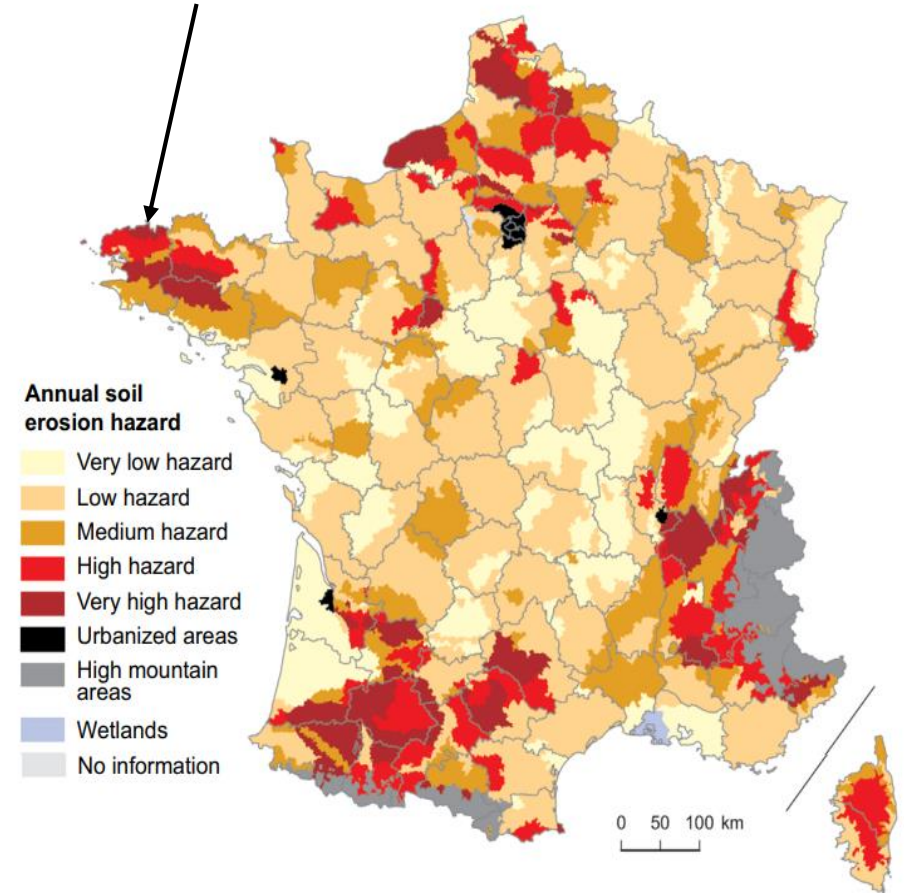 Annual soil
erosion hazard
Very low hazard
Low hazard
Medium hazard
High hazard
Very high hazard
Urbanized areas
High mountain
areas
Wetlands
No information
0 50 100 km